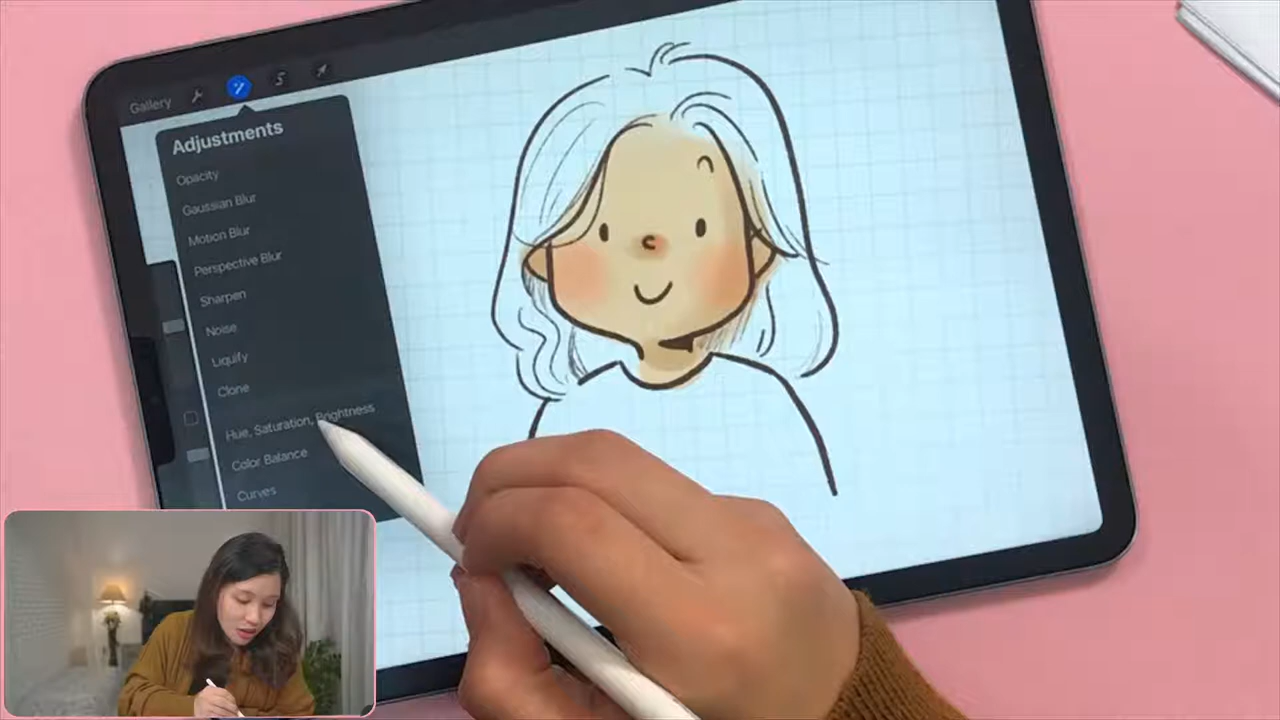 Gallery
Adjustments
Opacity
Gaussian Blur
Motion Blur
Perspective Blur
Sharpen
Noise
Liquify
Clone
Hue, Saturation, Brightness
Color Balance
Curves